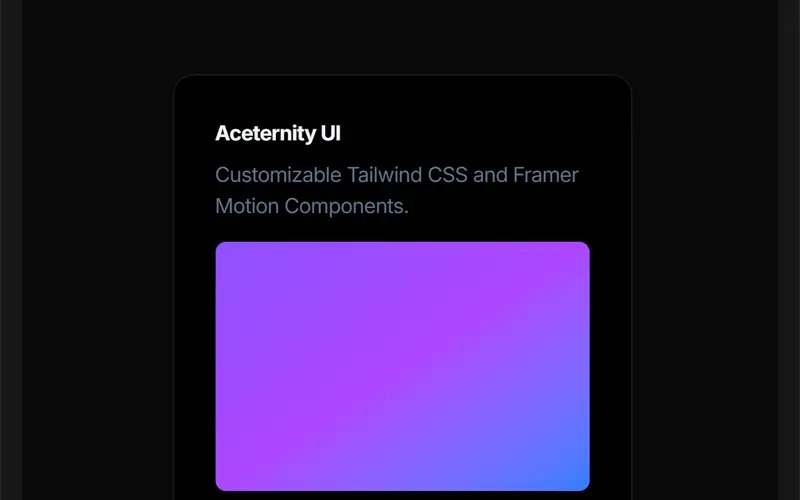 Aceternity UI
Customizable Tailwind CSS and Framer
Motion Components.